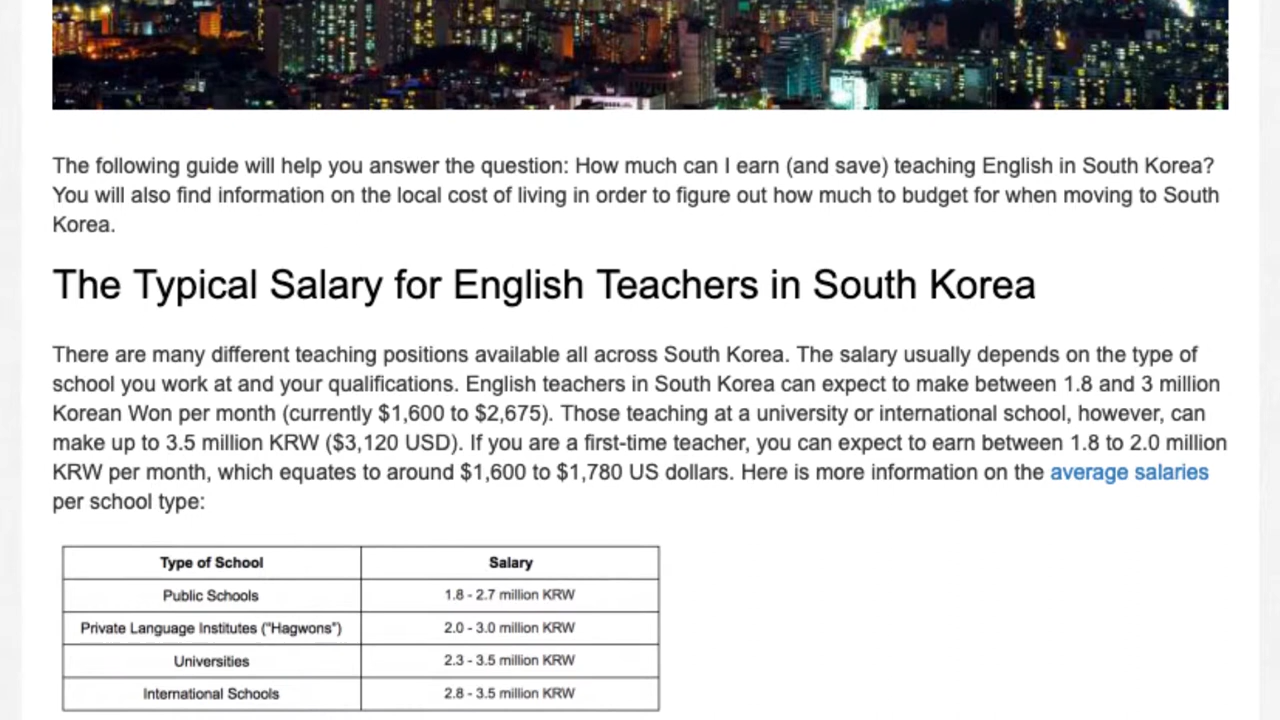 The following guide will help you answer the question: How much can I earn (and save) teaching English in South Korea?
You will also find information on the local cost of living in order to figure out how much to budget for when moving to South
Korea.
The Typical Salary for English Teachers in South Korea
There are many different teaching positions available all across South Korea. The salary usually depends on the type of
school you work at and your qualifications. English teachers in South Korea can expect to make between 1.8 and 3 million
Korean Won per month (currently $1,600 to $2,675). Those teaching at a university or international school, however, can
make up to 3.5 million KRW ($3,120 USD). If you are a first-time teacher, you can expect to earn between 1.8 to 2.0 million
KRW per month, which equates to around $1,600 to $1,780 US dollars. Here is more information on the average salaries
per school type:
Type of School Salary
Public Schools 1.8 - 2.7 million KRW
Private Language Institutes ("Hagwons") 2.0 - 3.0 million KRW
Universities 2.3 - 3.5 million KRW
International Schools 2.8 - 3.5 million KRW